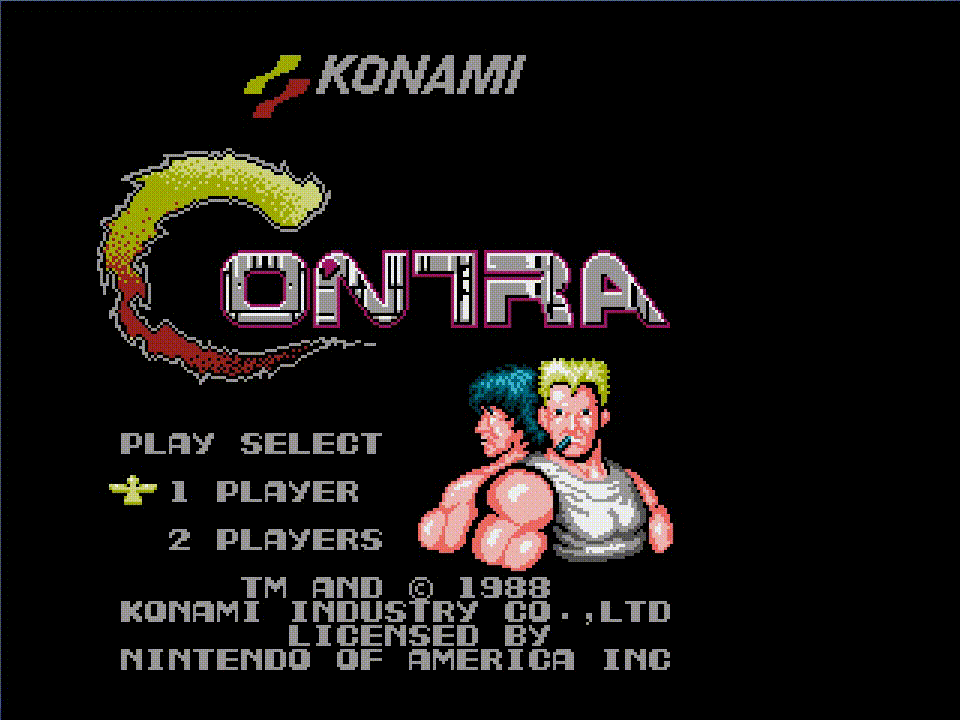 KONAMI
CONTRA
PLAY SELECT
1 PLAYER
2 PLAYERS
TM AND © 1988
KONAMI INDUSTRY CO.,LTD
LICENSED BY
NINTENDO OF AMERICA INC